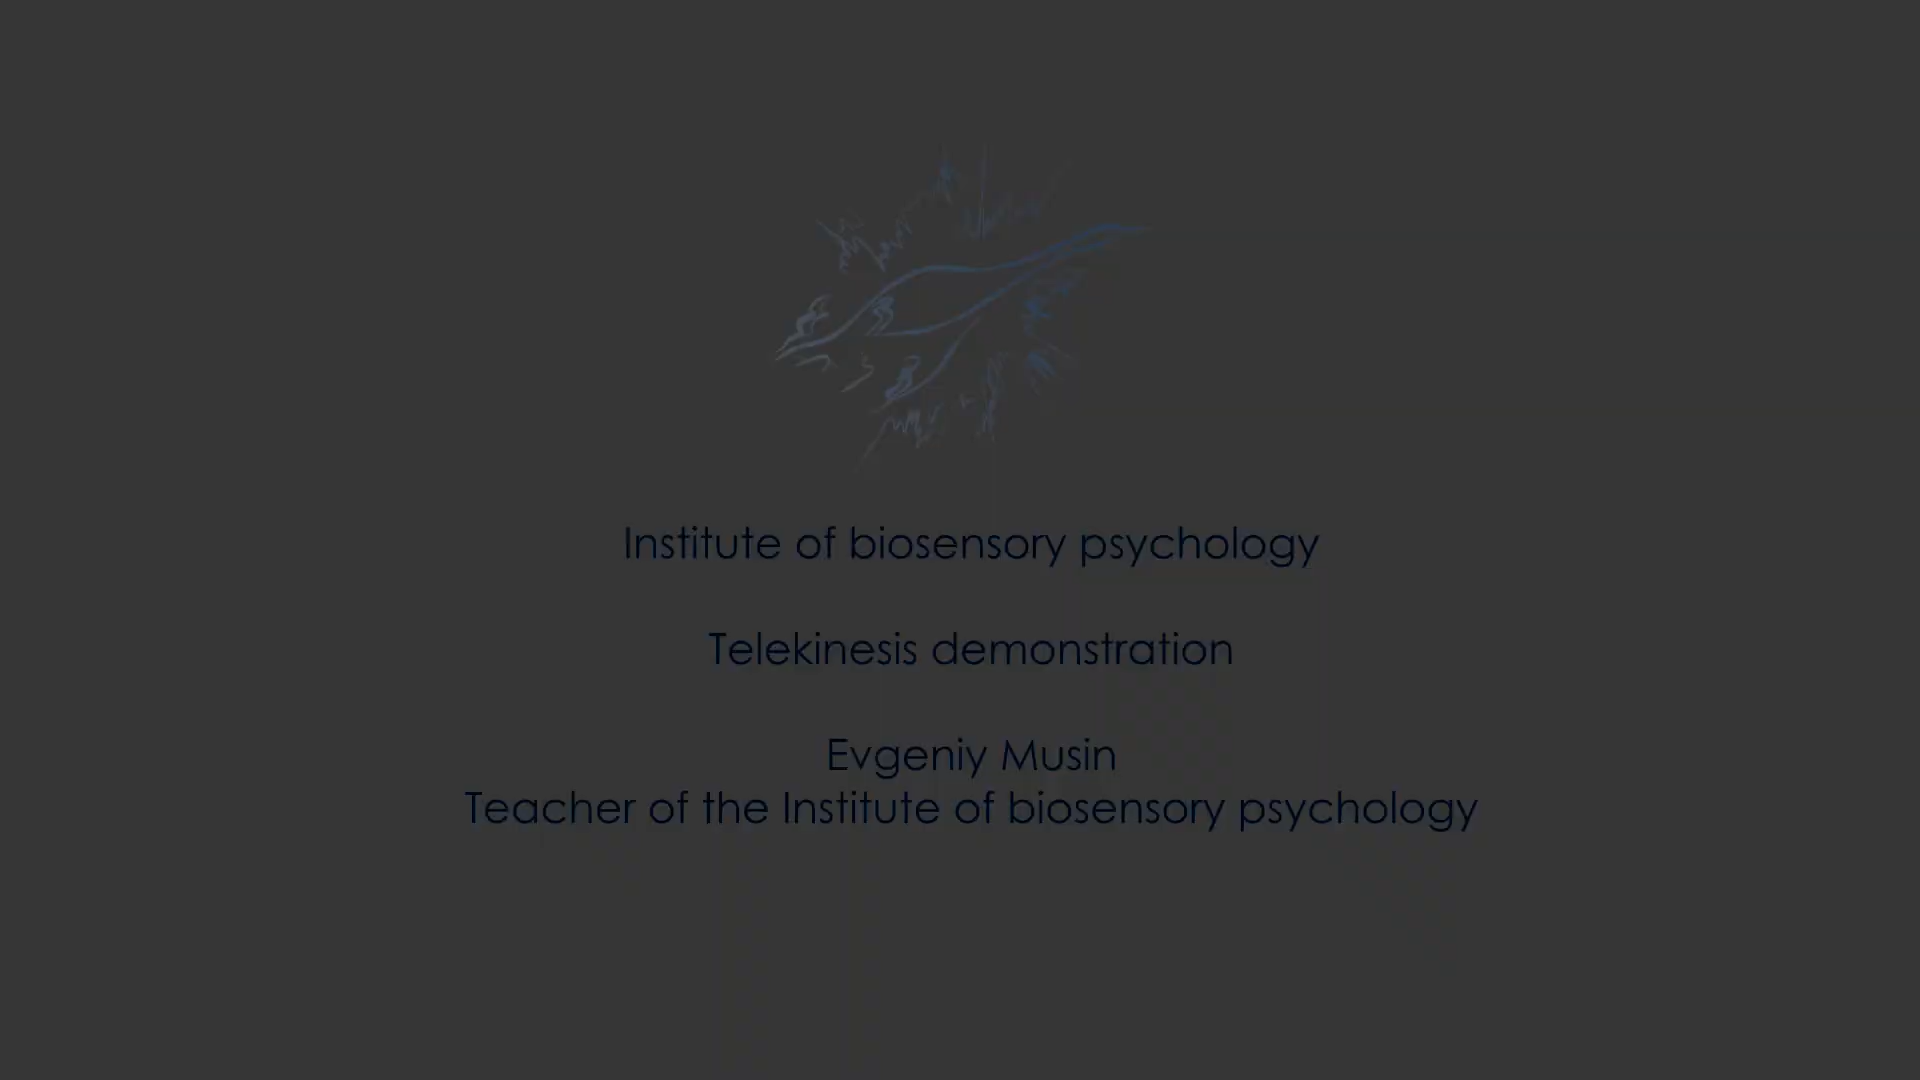 Institute of biosensory psychology
Telekinesis demonstration
Evgeniy Musin
Teacher of the Institute of biosensory psychology